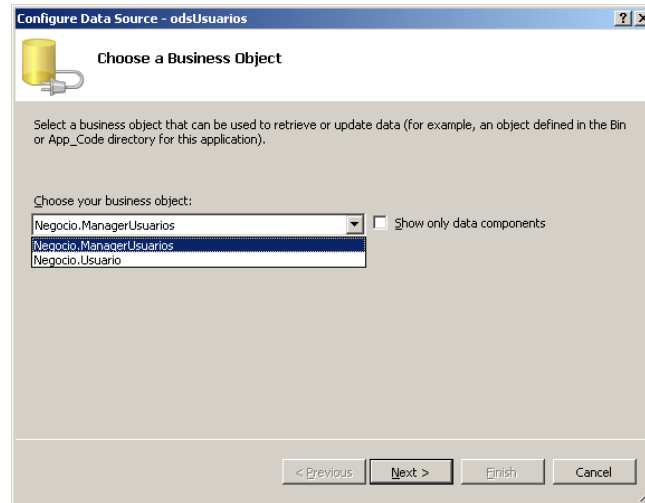 Configure Data Source - odsUsuarios
Choose a Business Object
Select a business object that can be used to retrieve or update data (for example, an object defined in the Bin
or App_Code directory for this application).
Choose your business object:
Negocio.ManagerUsuarios
Show only data components
Negocio.ManagerUsuarios
Negocio.Usuario
< Previous
Next >
Finish
Cancel